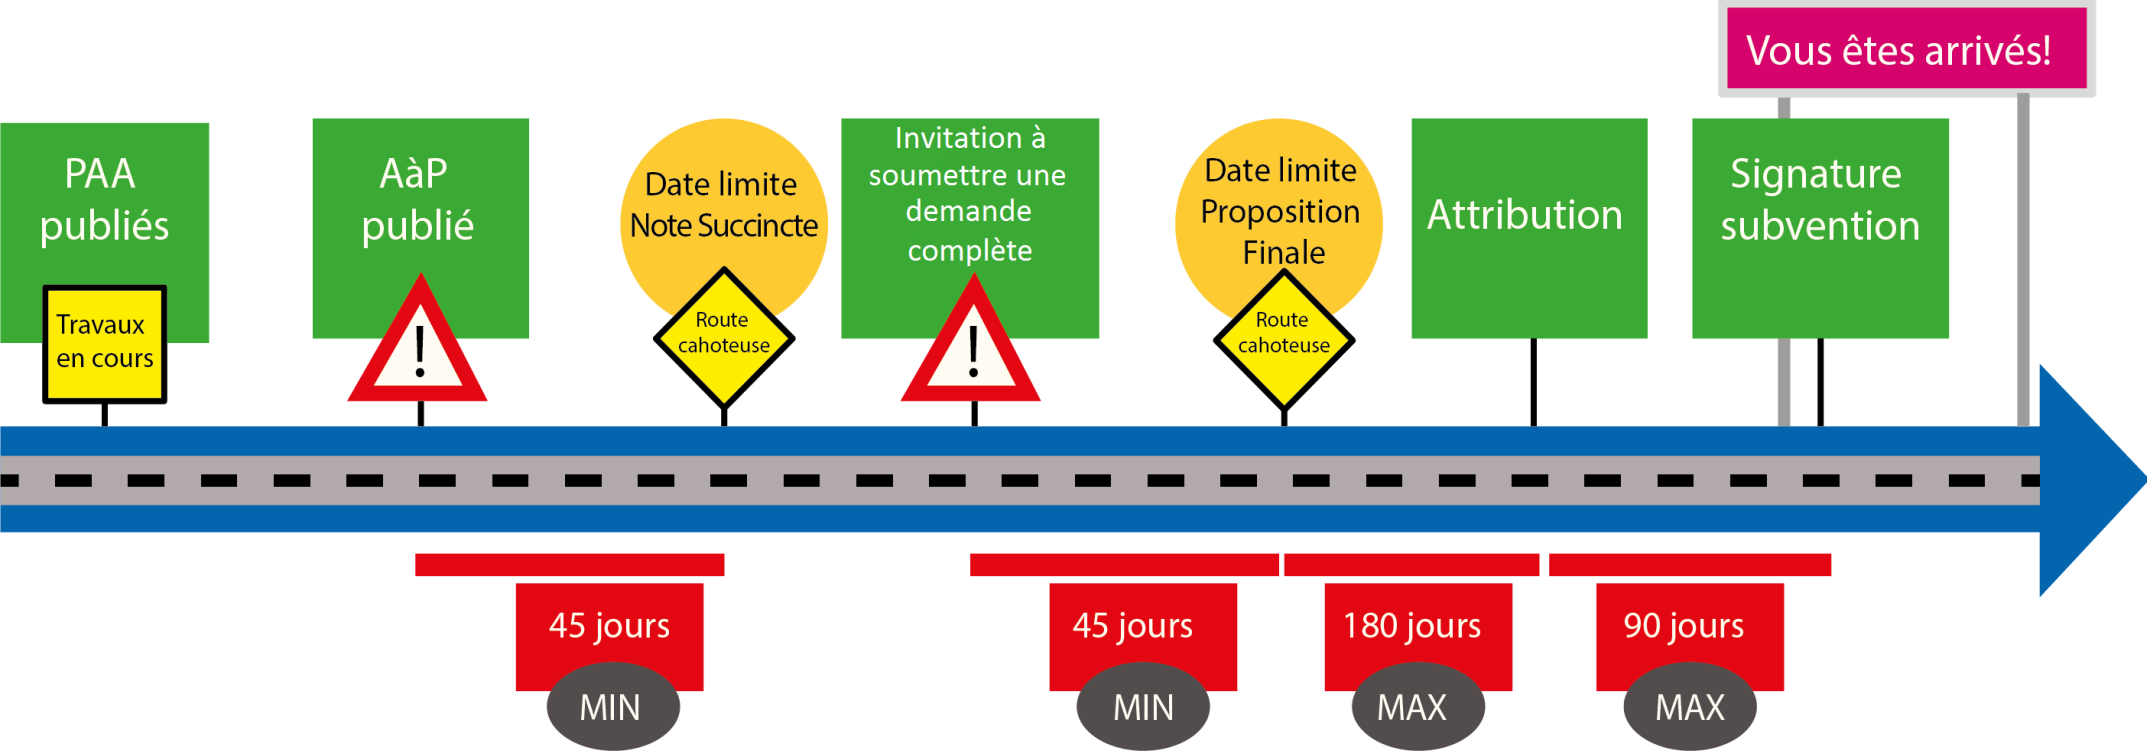 Vous êtes arrivés!
PAA
publiés
Travaux
en cours
AàP
publié
!
Date limite
Note Succincte
Route
cahoteuse
Invitation à
soumettre une
demande
complète
!
Date limite
Proposition
Finale
Route
cahoteuse
Attribution
Signature
subvention
45 jours
MIN
45 jours
MIN
180 jours
MAX
90 jours
MAX